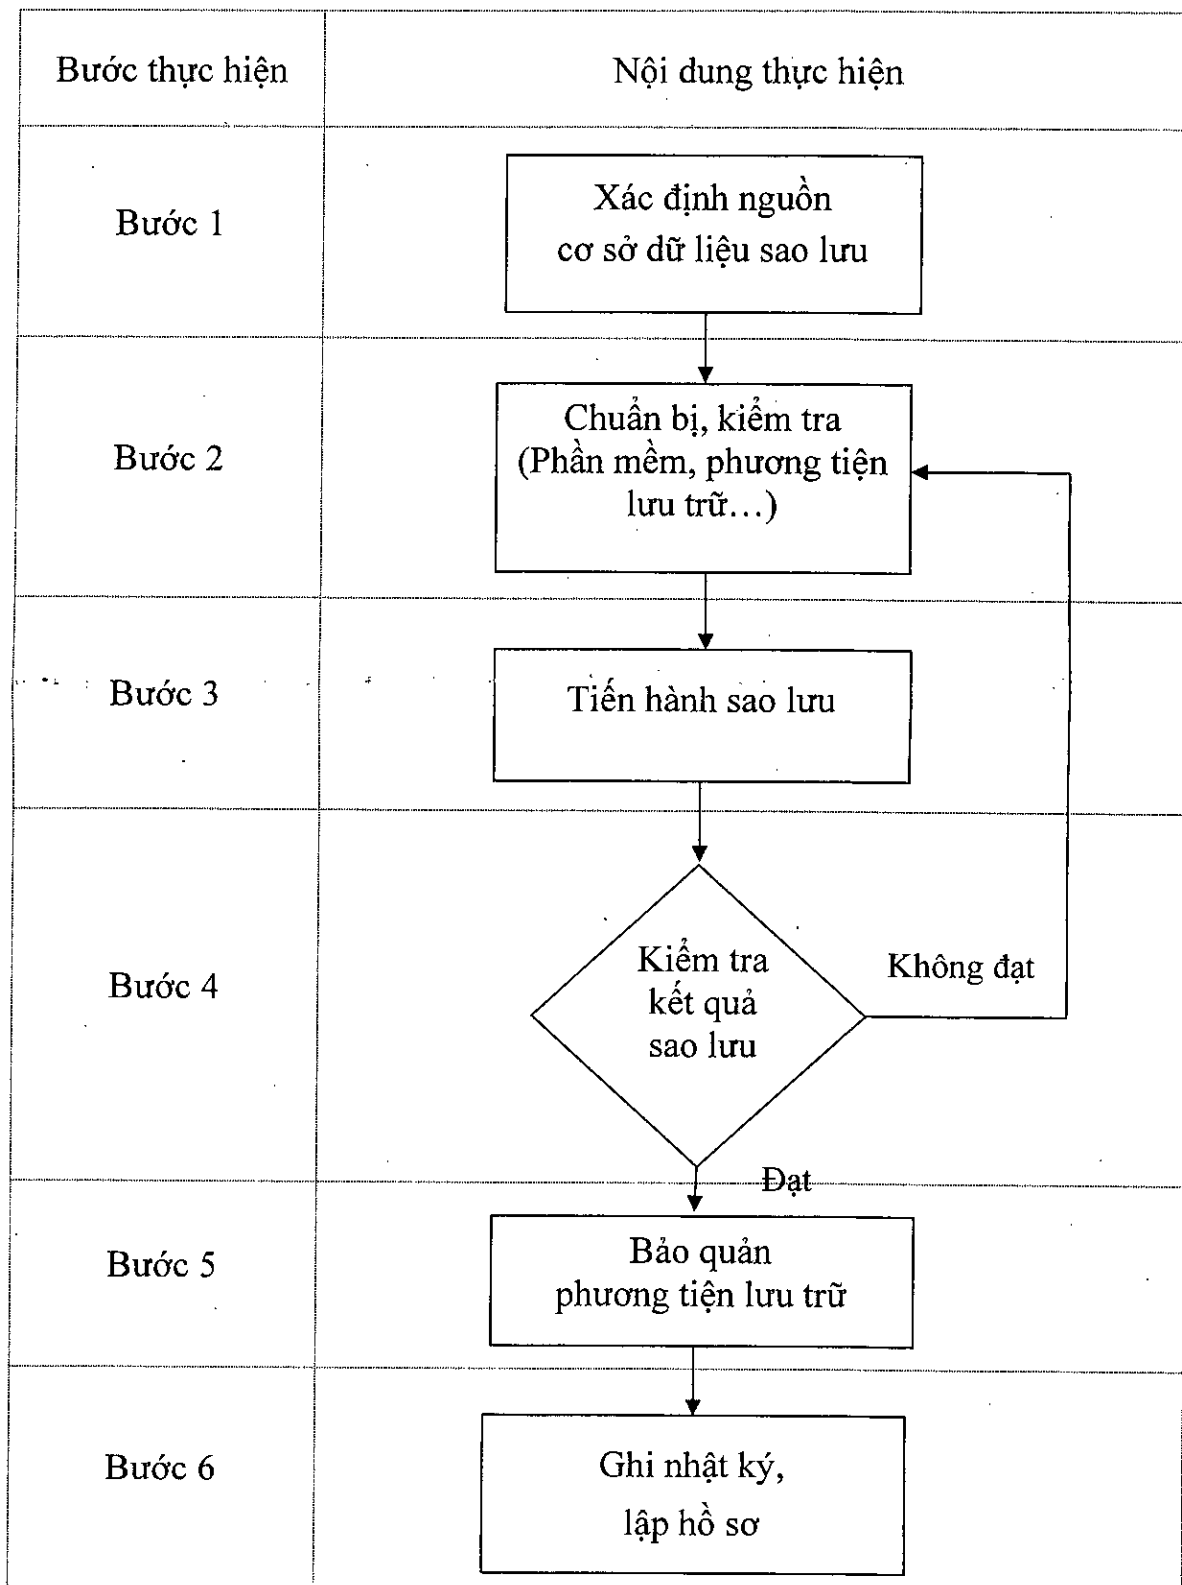 Bước thực hiện
Nội dung thực hiện
Bước 1
Xác định nguồn
cơ sở dữ liệu sao lưu
Bước 2
Chuẩn bị, kiểm tra
(Phần mềm, phương tiện
lưu trữ...)
Bước 3
Tiến hành sao lưu
Bước 4
Kiểm tra
kết quả
sao lưu
Không đạt
Đạt
Bước 5
Bảo quản
phương tiện lưu trữ
Bước 6
Ghi nhật ký,
lập hồ sơ